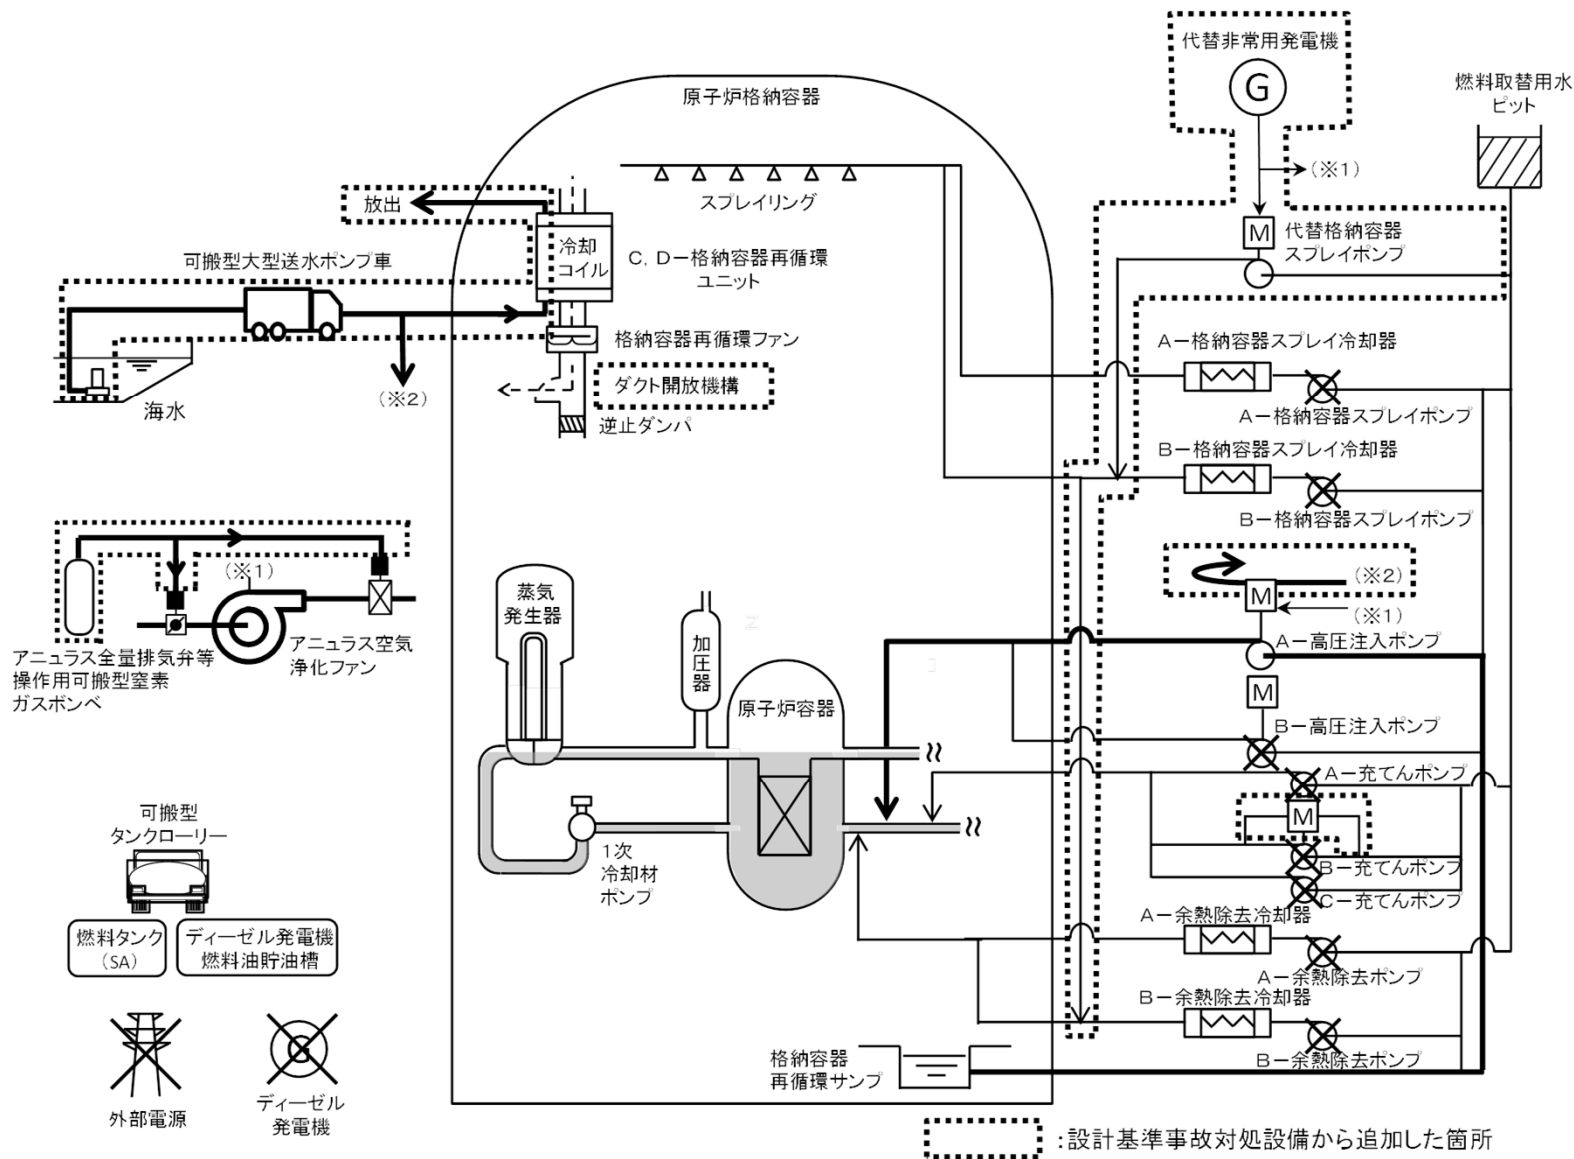 代替非常用発電機
G
(※1)
燃料取替用水
ピット
原子炉格納容器
スプレイリング
放出
冷却
コイル
C, D－格納容器再循環
ユニット
M
代替格納容器
スプレイポンプ
可搬型大型送水ポンプ車
格納容器再循環ファン
ダクト開放機構
逆止ダンパ
(※2)
海水
A－格納容器スプレイ冷却器
A－格納容器スプレイポンプ
B－格納容器スプレイ冷却器
B－格納容器スプレイポンプ
(※1)
アニュラス全量排気弁等
操作用可搬型窒素
ガスボンベ
アニュラス空気
浄化ファン
蒸気
発生器
加圧器
原子炉容器
1次
冷却材
ポンプ
(※2)
M
(※1)
A－高圧注入ポンプ
M
B－高圧注入ポンプ
A－充てんポンプ
M
B－充てんポンプ
C－充てんポンプ
A－余熱除去冷却器
A－余熱除去ポンプ
B－余熱除去冷却器
B－余熱除去ポンプ
格納容器
再循環サンプ
可搬型
タンクローリー
燃料タンク
(SA)
ディーゼル発電機
燃料油貯油槽
外部電源
G
ディーゼル
発電機
：設計基準事故対処設備から追加した箇所